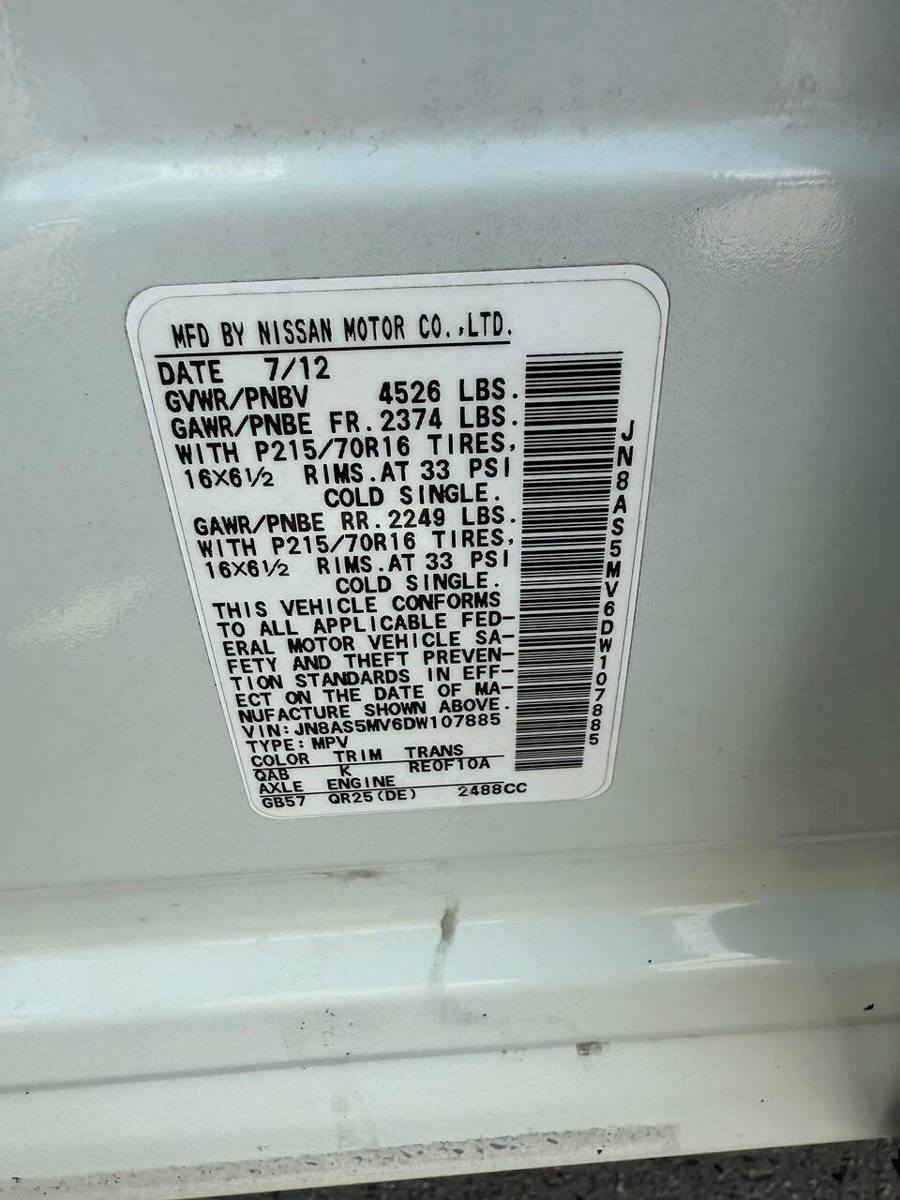 MFD BY NISSAN MOTOR CO.,LTD.
DATE 7/12
GVWR/PNBV 4526 LBS.
GAWR/PNBE FR. 2374 LBS.
WITH P215/70R16 TIRES,
16X6½ RIMS. AT 33 PSI
COLD SINGLE.
GAWR/PNBE RR. 2249 LBS.
WITH P215/70R16 TIRES,
16X6½ RIMS. AT 33 PSI
COLD SINGLE.
THIS VEHICLE CONFORMS
TO ALL APPLICABLE FED-
ERAL MOTOR VEHICLE SA-
FETY AND THEFT PREVEN-
TION STANDARDS IN EFF-
ECT ON THE DATE OF MA-
NUFACTURE SHOWN ABOVE.
VIN: JN8AS5MV6DW107885
TYPE: MPV
COLOR TRIM TRANS
QAB K RE0F10A
AXLE ENGINE
GB57 QR25(DE) 2488CC
JN8AS5MV6DW107885